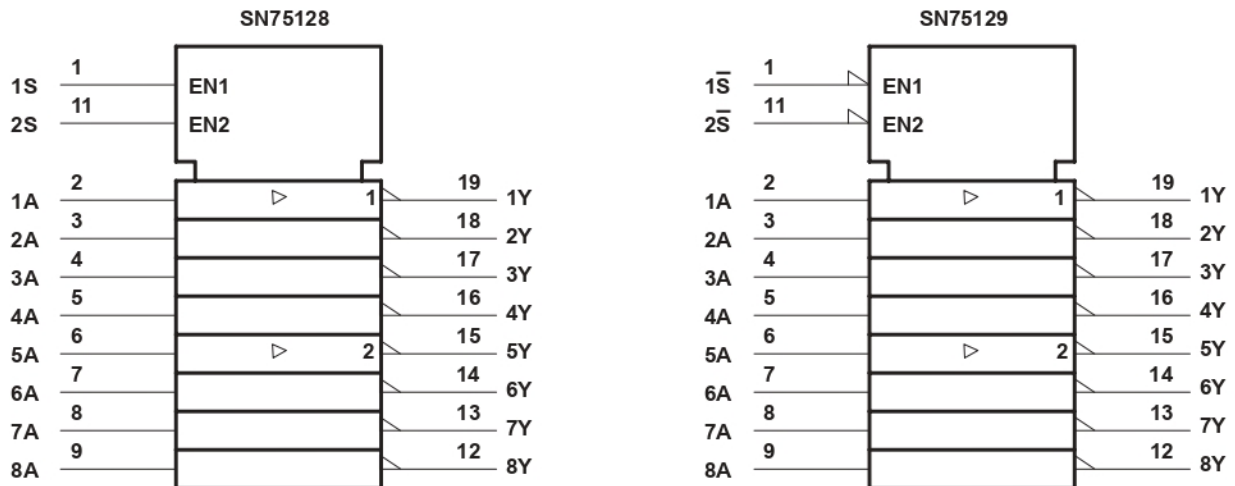 SN75128
1S 1 EN1
2S 11 EN2
1A 2 ▷ 1 19 1Y
2A 3 18 2Y
3A 4 17 3Y
4A 5 16 4Y
5A 6 ▷ 2 15 5Y
6A 7 14 6Y
7A 8 13 7Y
8A 9 12 8Y
SN75129
1S̅ 1 EN1
2S̅ 11 EN2
1A 2 ▷ 1 19 1Y
2A 3 18 2Y
3A 4 17 3Y
4A 5 16 4Y
5A 6 ▷ 2 15 5Y
6A 7 14 6Y
7A 8 13 7Y
8A 9 12 8Y